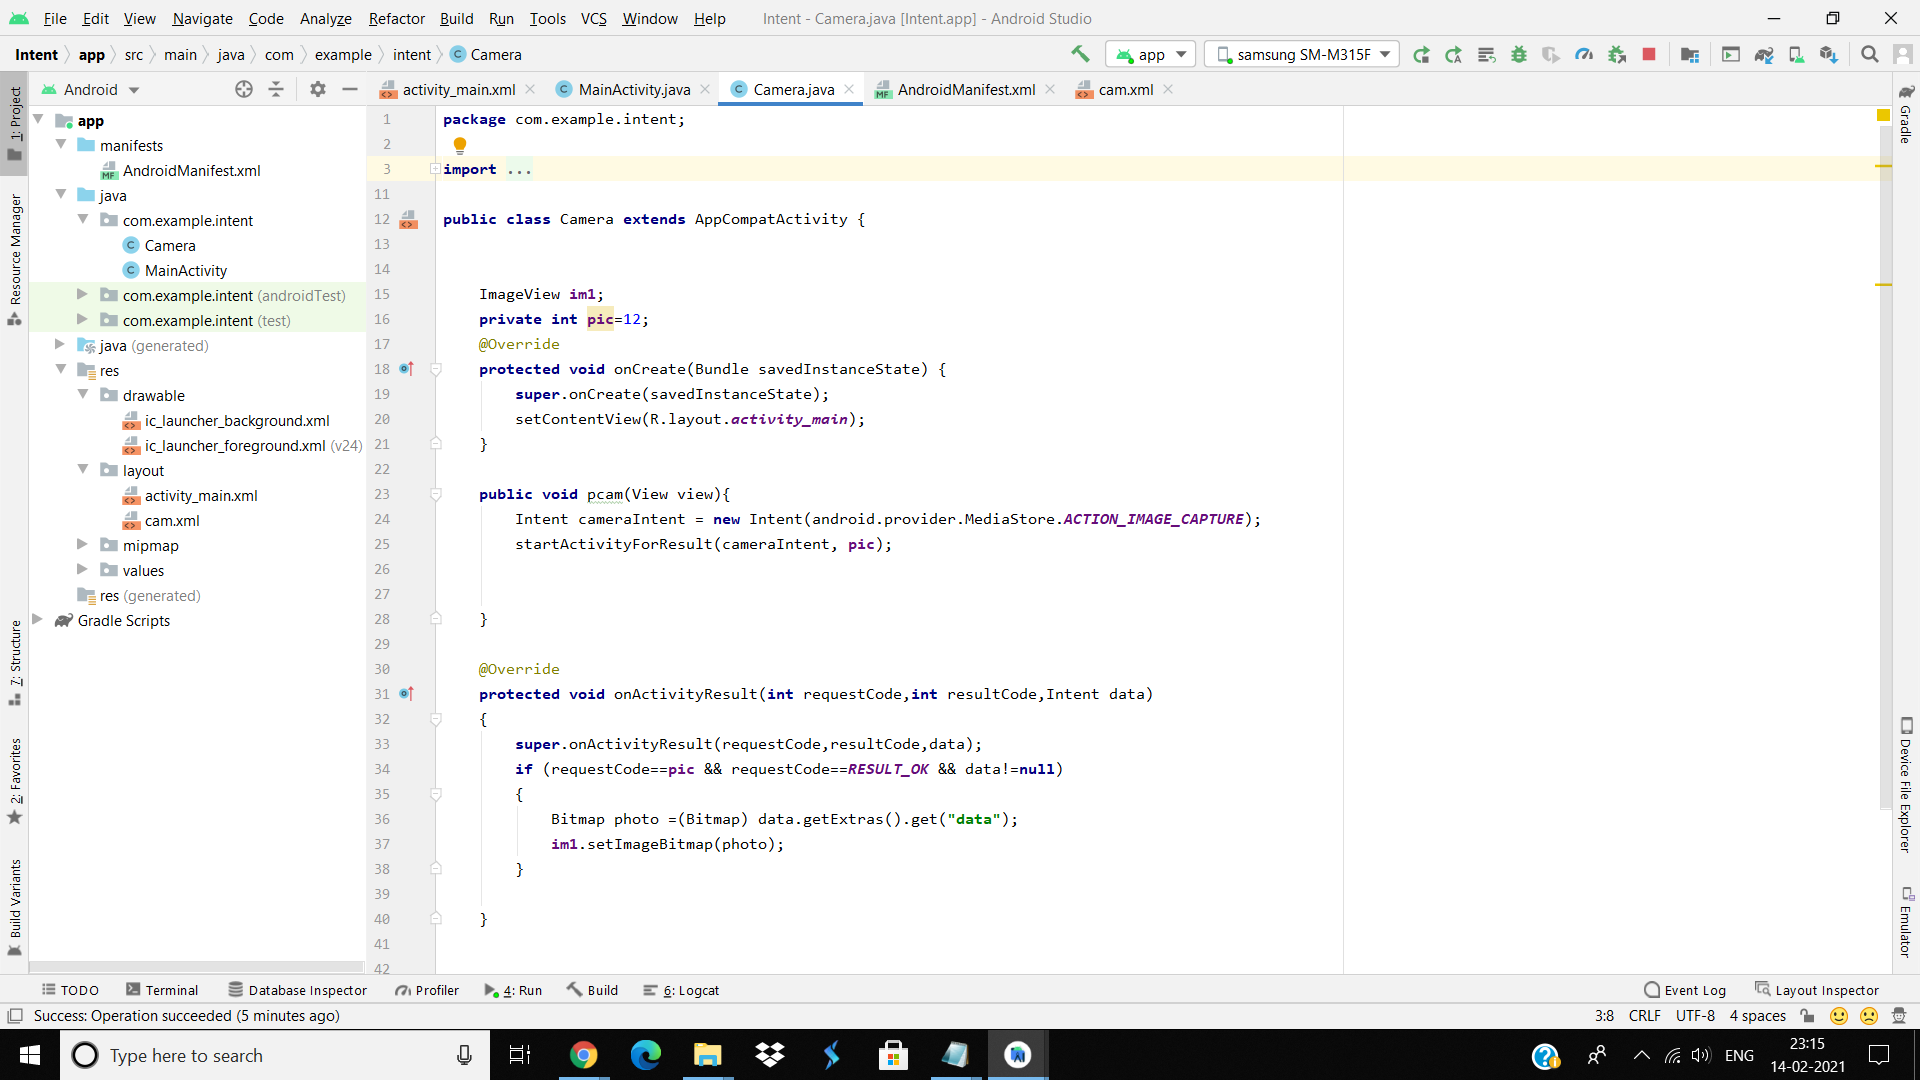 File Edit View Navigate Code Analyze Refactor Build Run Tools VCS Window Help Intent - Camera.java [Intent.app] - Android Studio
Intent app src main java com example intent C Camera app samsung SM-M315F
Android activity_main.xml MainActivity.java Camera.java AndroidManifest.xml cam.xml
1: Project
Resource Manager
7: Structure
2: Favorites
Build Variants
app
manifests
AndroidManifest.xml
java
com.example.intent
Camera
MainActivity
com.example.intent (androidTest)
com.example.intent (test)
java (generated)
res
drawable
ic_launcher_background.xml
ic_launcher_foreground.xml (v24)
layout
activity_main.xml
cam.xml
mipmap
values
res (generated)
Gradle Scripts
1 package com.example.intent;
2
3 import ...
11
12 public class Camera extends AppCompatActivity {
13
14
15 ImageView im1;
16 private int pic=12;
17 @Override
18 protected void onCreate(Bundle savedInstanceState) {
19 super.onCreate(savedInstanceState);
20 setContentView(R.layout.activity_main);
21 }
22
23 public void pcam(View view){
24 Intent cameraIntent = new Intent(android.provider.MediaStore.ACTION_IMAGE_CAPTURE);
25 startActivityForResult(cameraIntent, pic);
26
27
28 }
29
30 @Override
31 protected void onActivityResult(int requestCode,int resultCode,Intent data)
32 {
33 super.onActivityResult(requestCode,resultCode,data);
34 if (requestCode==pic && requestCode==RESULT_OK && data!=null)
35 {
36 Bitmap photo =(Bitmap) data.getExtras().get("data");
37 im1.setImageBitmap(photo);
38 }
39
40 }
41
42
Gradle
Device File Explorer
Emulator
TODO Terminal Database Inspector Profiler 4: Run Build 6: Logcat Event Log Layout Inspector
Success: Operation succeeded (5 minutes ago) 3:8 CRLF UTF-8 4 spaces
Type here to search ENG 23:15
14-02-2021